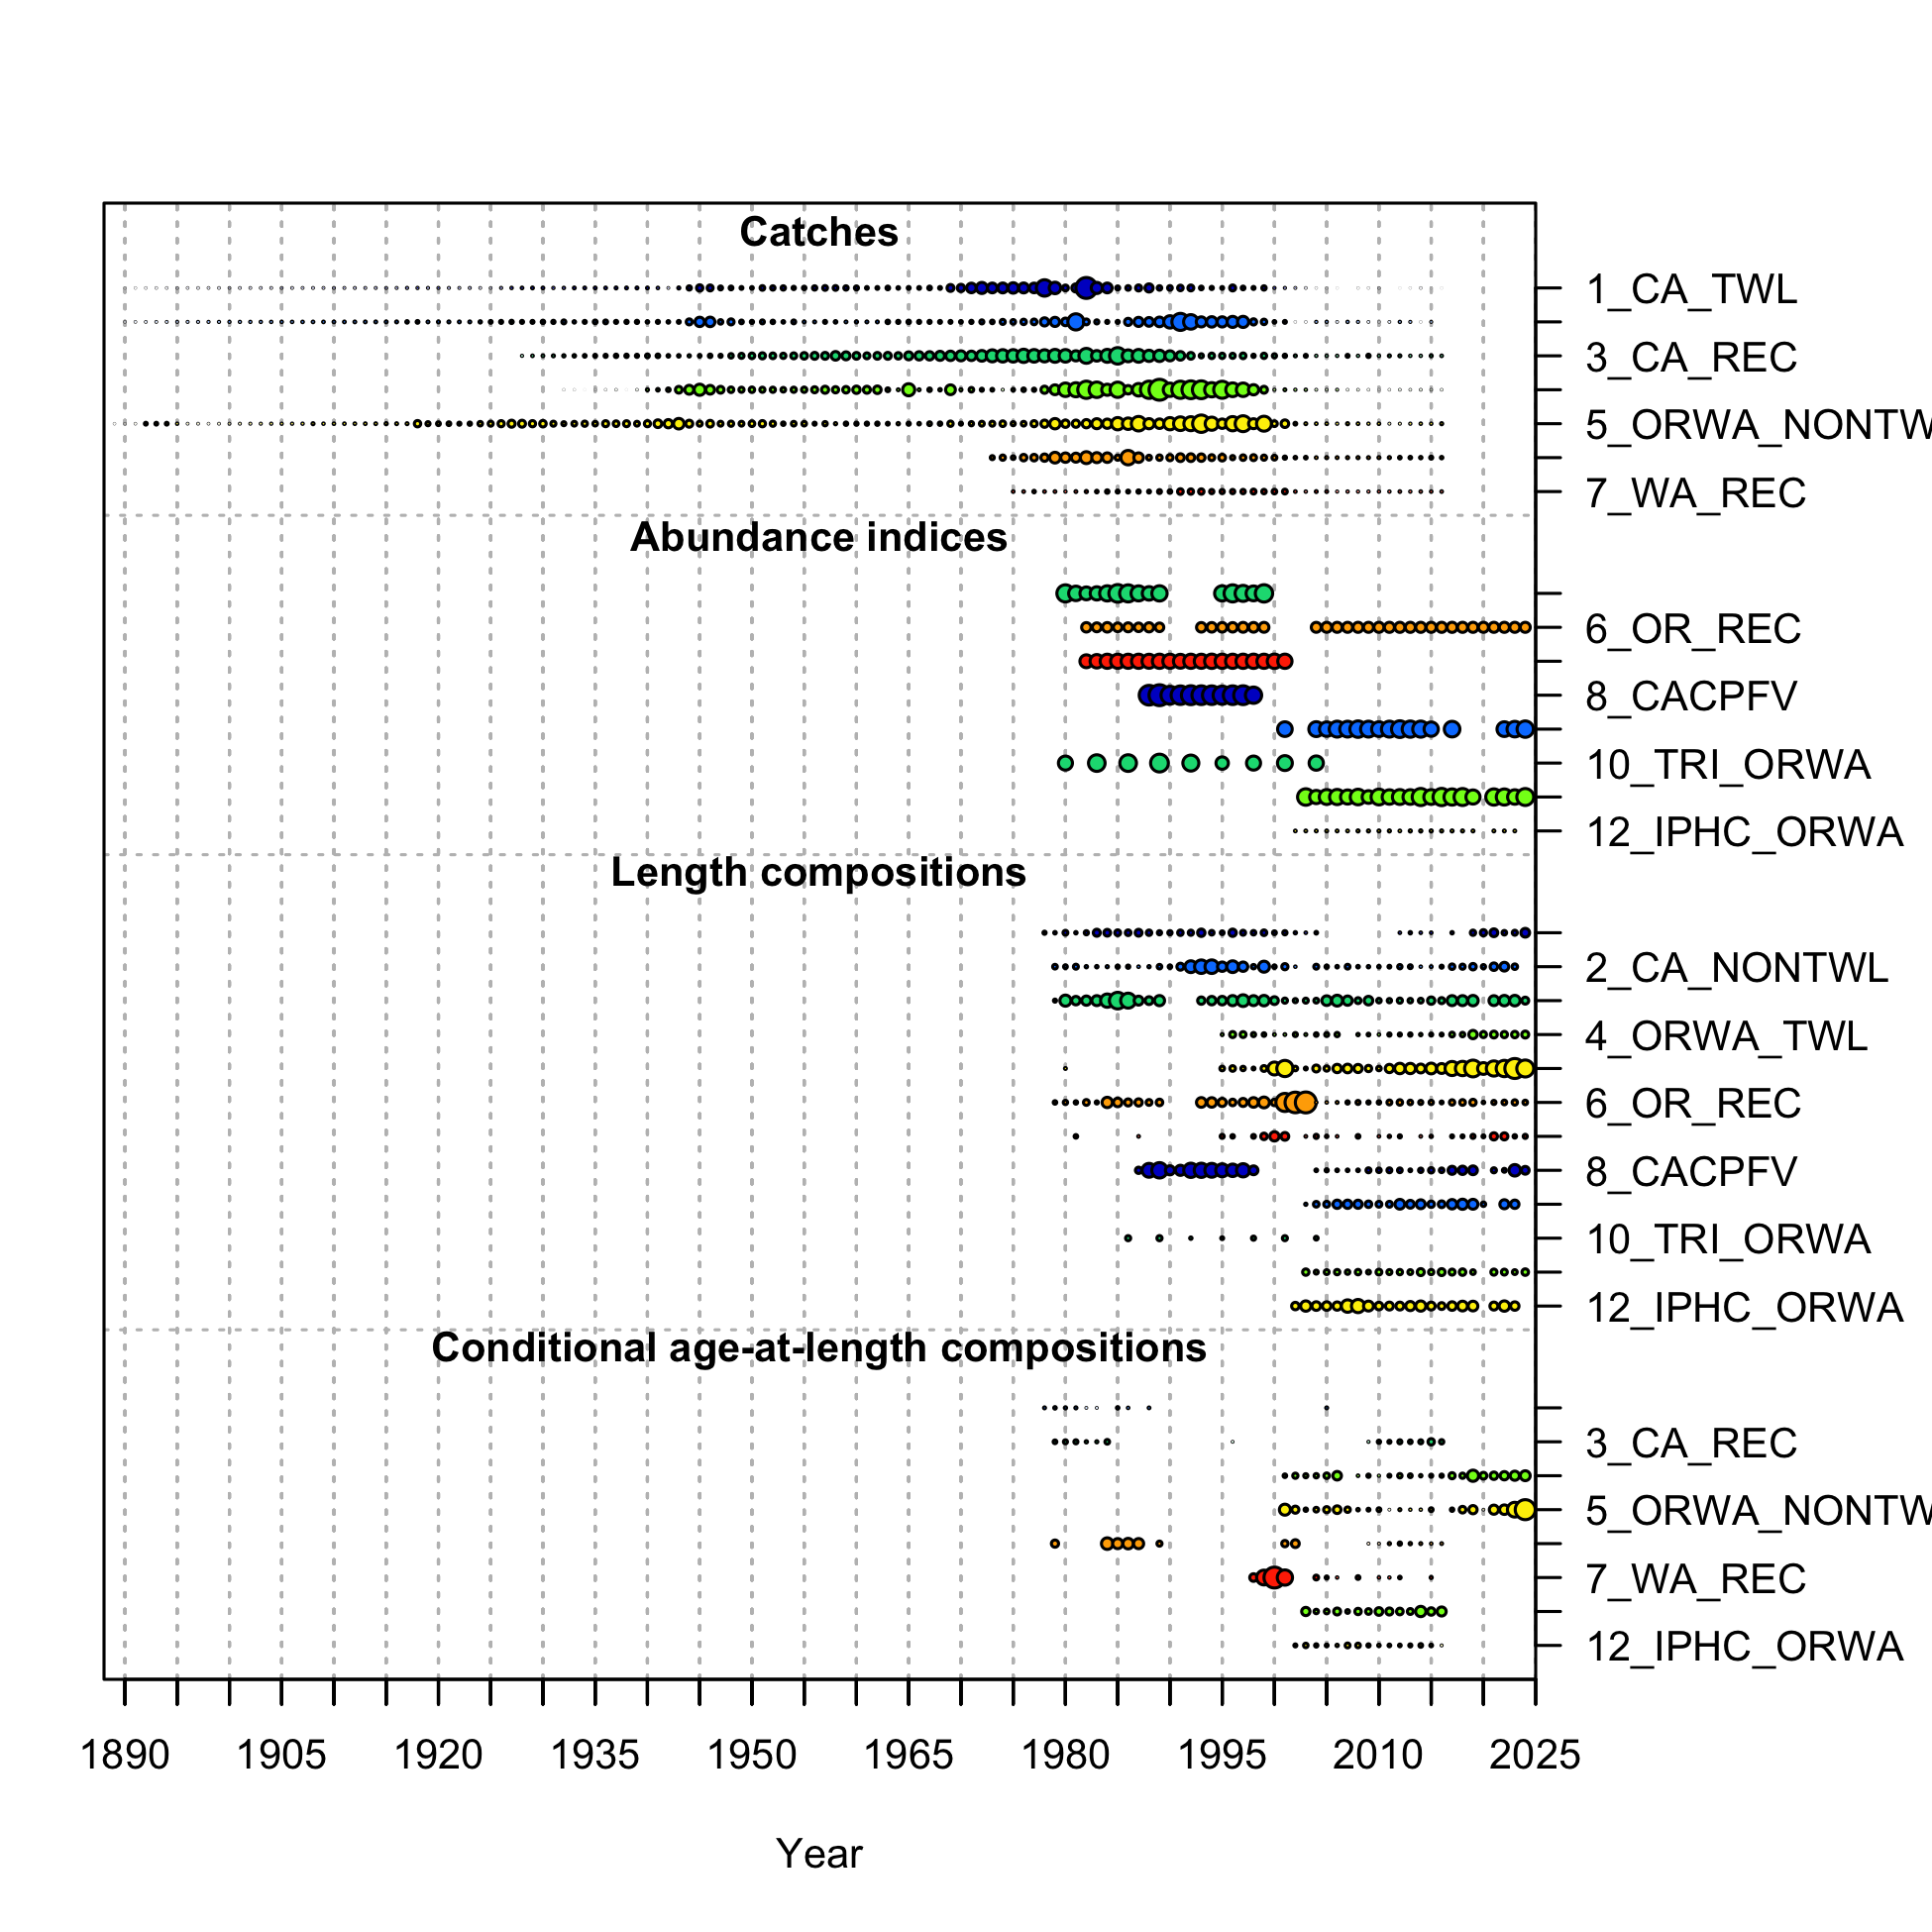 Catches
1_CA_TWL
3_CA_REC
5_ORWA_NONTW
7_WA_REC
Abundance indices
6_OR_REC
8_CACPFV
10_TRI_ORWA
12_IPHC_ORWA
Length compositions
2_CA_NONTWL
4_ORWA_TWL
6_OR_REC
8_CACPFV
10_TRI_ORWA
12_IPHC_ORWA
Conditional age-at-length compositions
3_CA_REC
5_ORWA_NONTW
7_WA_REC
12_IPHC_ORWA
1890 1905 1920 1935 1950 1965 1980 1995 2010 2025
Year